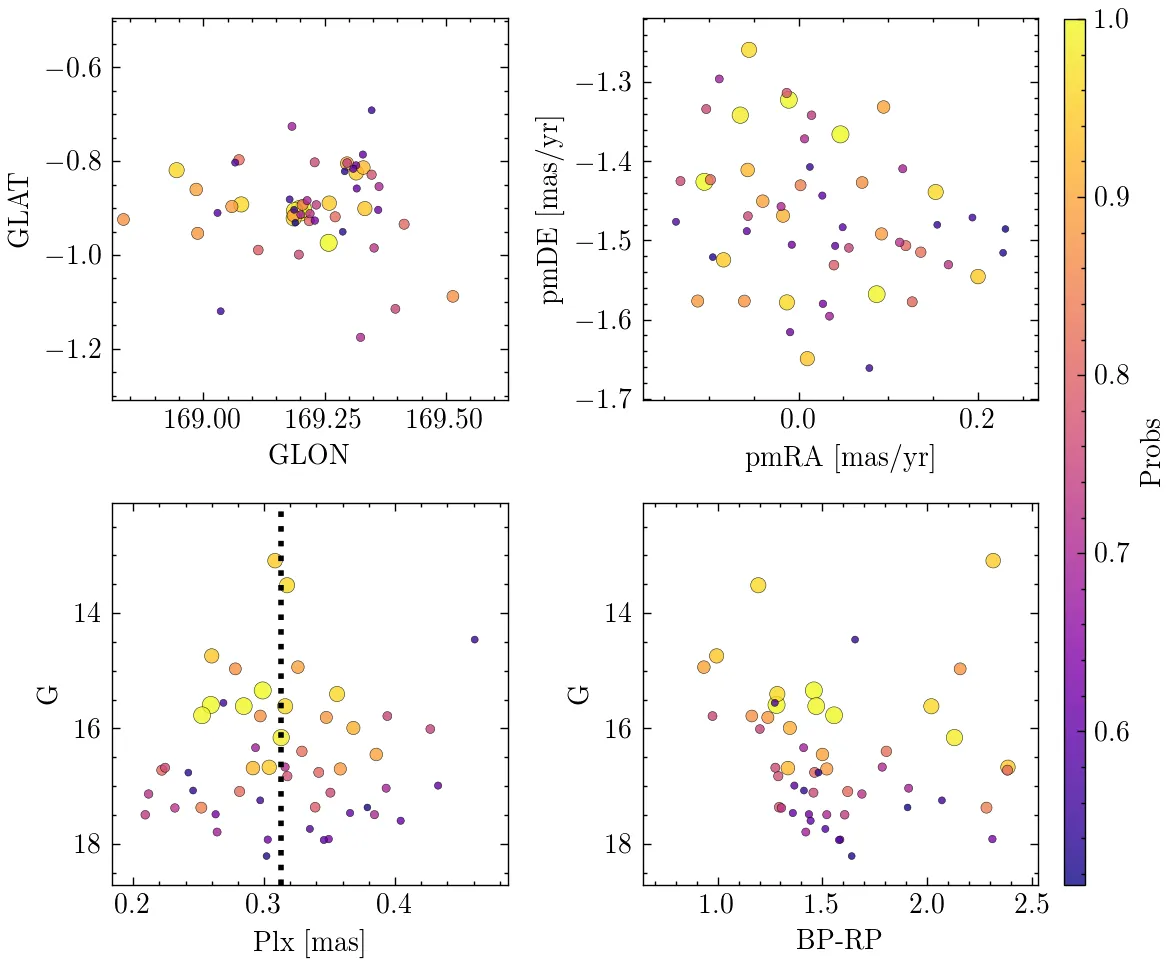 −0.6
−0.8
−1.0
−1.2
GLAT
169.00 169.25 169.50
GLON
−1.3
−1.4
−1.5
−1.6
−1.7
pmDE [mas/yr]
0.0 0.2
pmRA [mas/yr]
14
16
18
G
0.2 0.3 0.4
Plx [mas]
14
16
18
G
1.0 1.5 2.0 2.5
BP-RP
1.0
0.9
0.8
0.7
0.6
Probs